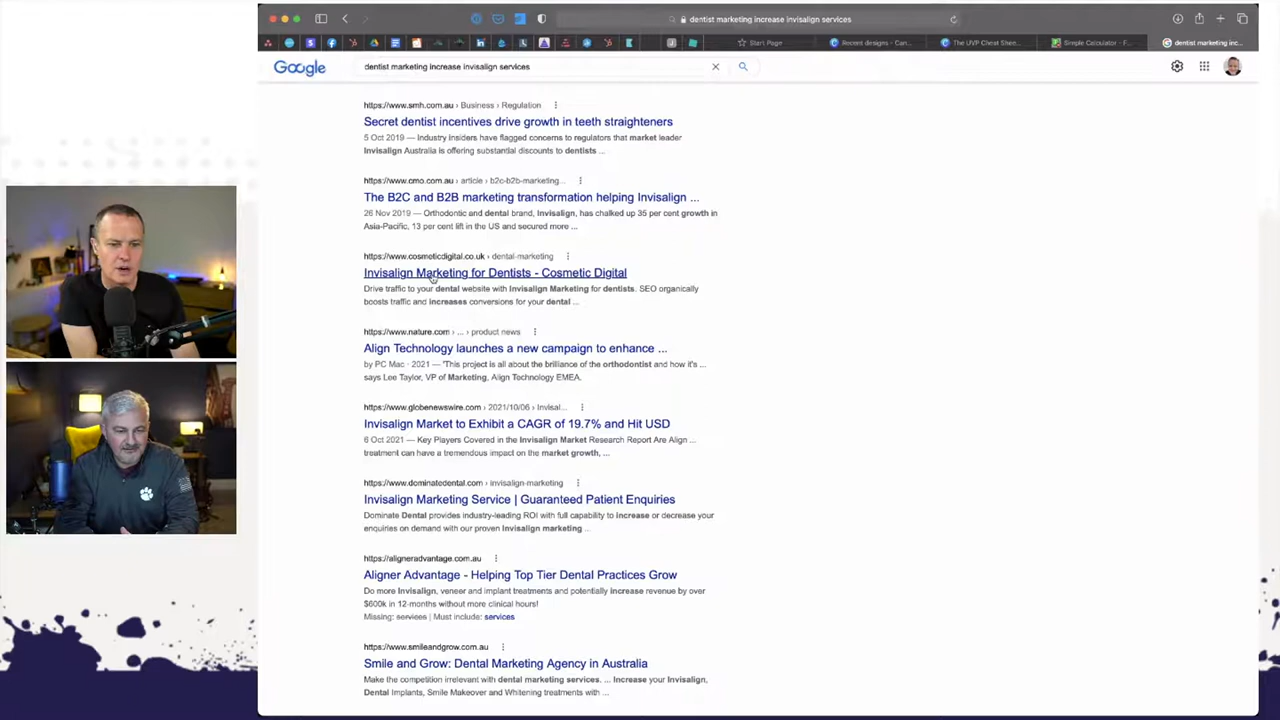 dentist marketing increase invisalign services
Start Page
Recent designs - Can...
The UVP Cheat Shee...
Simple Calculator - F...
dentist marketing inc...
Google
dentist marketing increase invisalign services
https://www.smh.com.au › Business › Regulation
Secret dentist incentives drive growth in teeth straighteners
5 Oct 2019 — Industry Insiders have flagged concerns to regulators that market leader
Invisalign Australia is offering substantial discounts to dentists ...
https://www.cmo.com.au › article › b2c-b2b-marketing...
The B2C and B2B marketing transformation helping Invisalign ...
26 Nov 2019 — Orthodontic and dental brand, Invisalign, has chalked up 35 per cent growth in
Asia-Pacific, 13 per cent lift in the US and secured more ...
https://www.cosmeticdigital.co.uk › dental-marketing
Invisalign Marketing for Dentists - Cosmetic Digital
Drive traffic to your dental website with Invisalign Marketing for dentists. SEO organically
boosts traffic and increases conversions for your dental ...
https://www.nature.com › ... › product news
Align Technology launches a new campaign to enhance ...
by PC Mac · 2021 — "This project is all about the brilliance of the orthodontist and how it's ...
says Lee Taylor, VP of Marketing, Align Technology EMEA.
https://www.globenewswire.com › 2021/10/06 › Invisal...
Invisalign Market to Exhibit a CAGR of 19.7% and Hit USD
6 Oct 2021 — Key Players Covered in the Invisalign Market Research Report Are Align ...
treatment can have a tremendous impact on the market growth, ...
https://www.dominatedental.com › invisalign-marketing
Invisalign Marketing Service | Guaranteed Patient Enquiries
Dominate Dental provides industry-leading ROI with full capability to increase or decrease your
enquiries on demand with our proven Invisalign marketing ...
https://aligneradvantage.com.au
Aligner Advantage - Helping Top Tier Dental Practices Grow
Do more Invisalign, veneer and implant treatments and potentially increase revenue by over
$600k in 12-months without more clinical hours!
Missing: services | Must include: services
https://www.smileandgrow.com.au
Smile and Grow: Dental Marketing Agency in Australia
Make the competition irrelevant with dental marketing services. ... Increase your Invisalign,
Dental Implants, Smile Makeover and Whitening treatments with ...